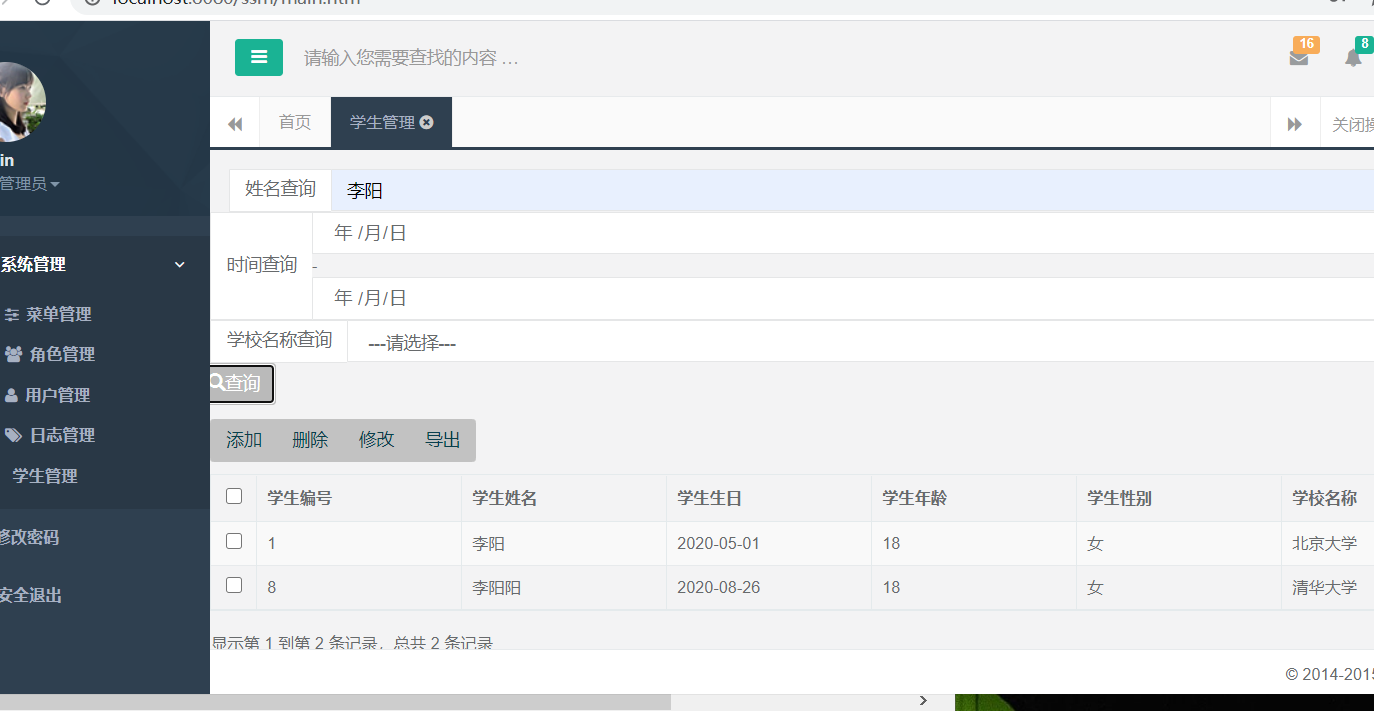 请输入您需要查找的内容 …
16
8
首页
学生管理
in
管理员
姓名查询 李阳
年 /月/日
时间查询 -
年 /月/日
系统管理
菜单管理
角色管理
用户管理
日志管理
学生管理
修改密码
安全退出
学校名称查询 ---请选择---
查询
添加 删除 修改 导出
学生编号 学生姓名 学生生日 学生年龄 学生性别 学校名称
1 李阳 2020-05-01 18 女 北京大学
8 李阳阳 2020-08-26 18 女 清华大学
显示第 1 到第 2 条记录，总共 2 条记录
© 2014-2015